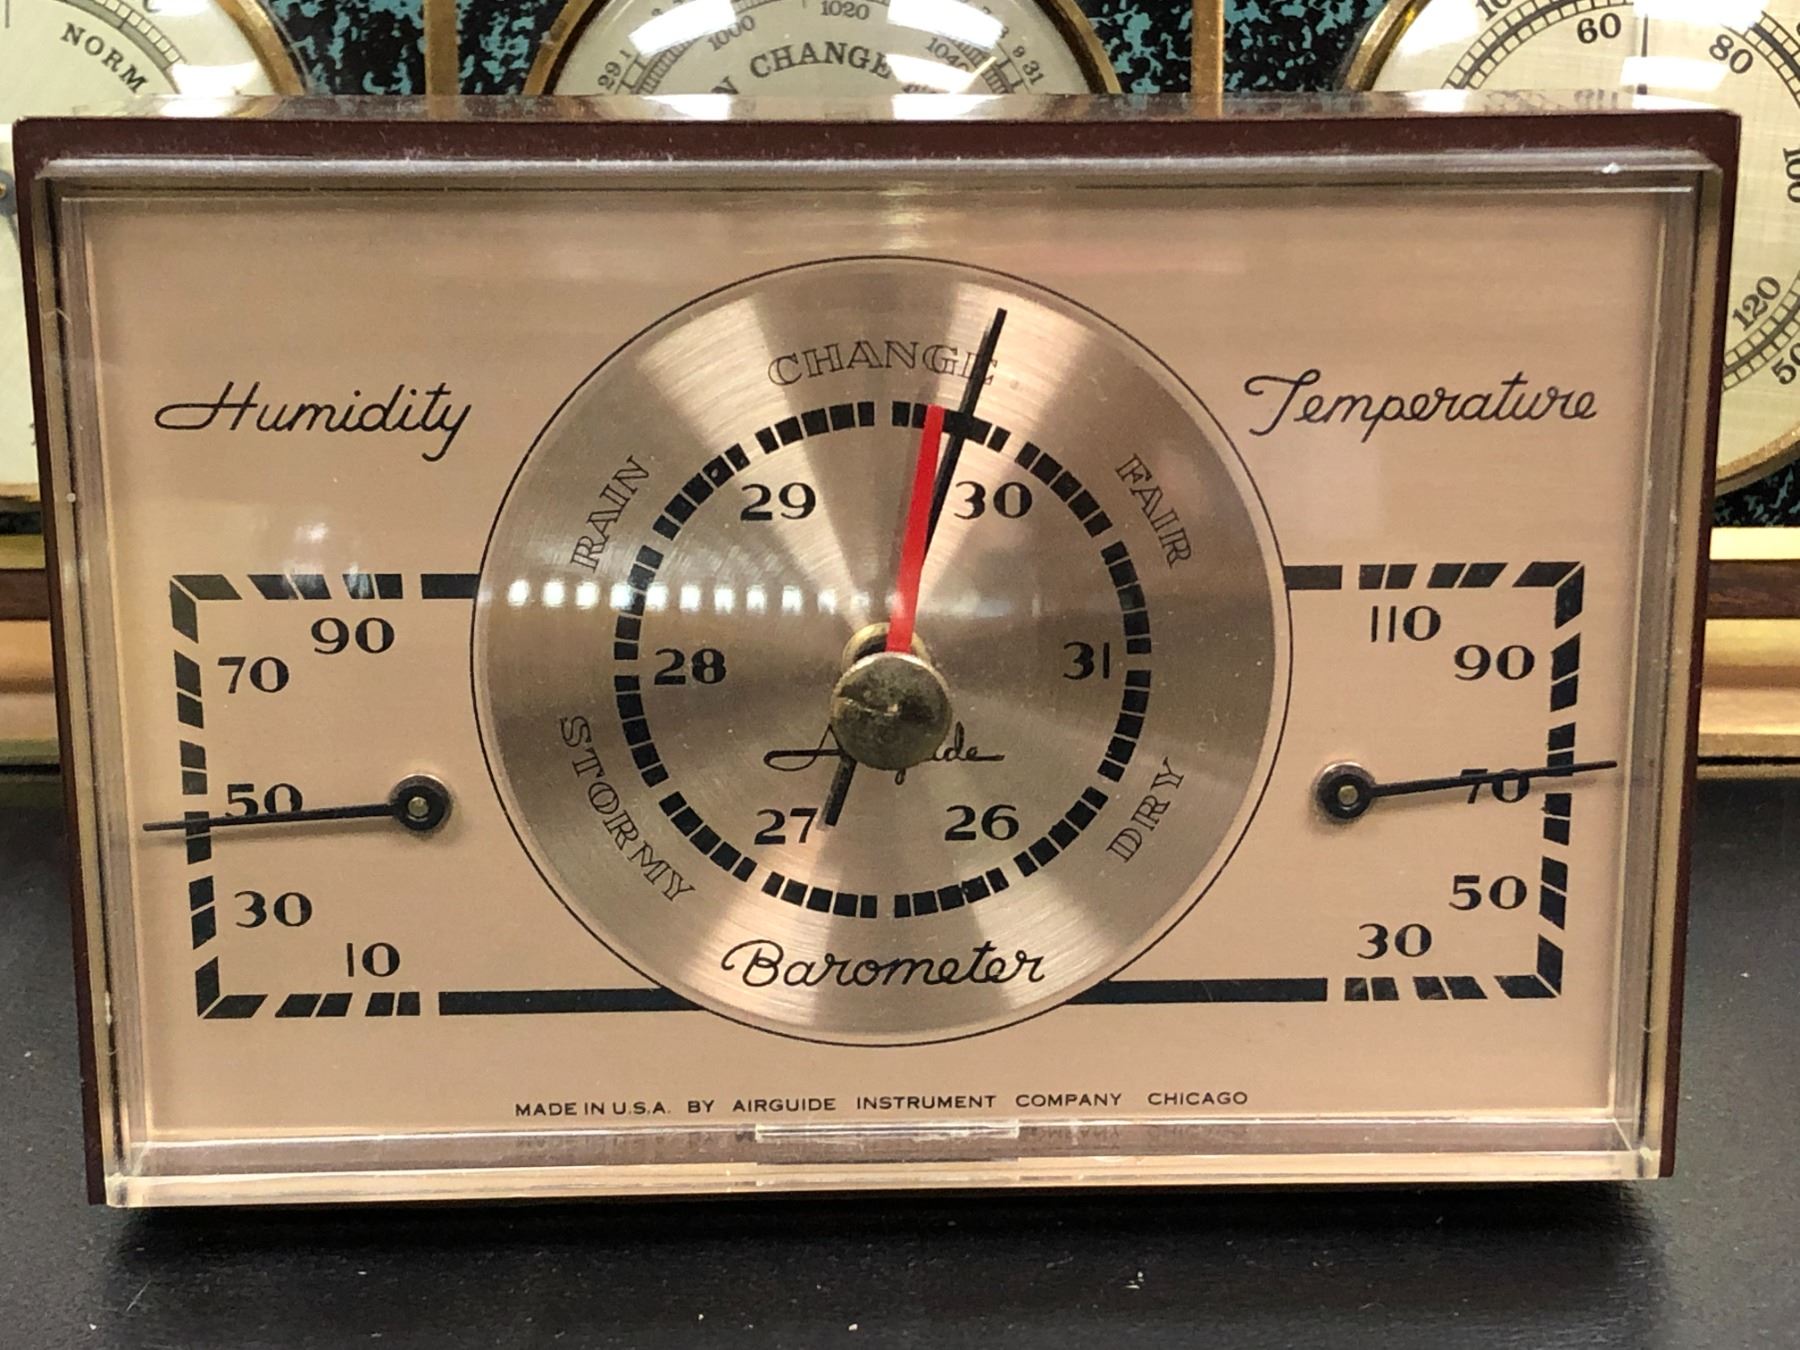 NORM
1000
1020
1040
29
31
CHANGE
60
80
100
120
Humidity
90
70
50
30
10
CHANGE
RAIN
FAIR
STORMY
DRY
29
30
28
31
27
26
Barometer
Temperature
110
90
70
50
30
MADE IN U.S.A. BY AIRGUIDE INSTRUMENT COMPANY CHICAGO